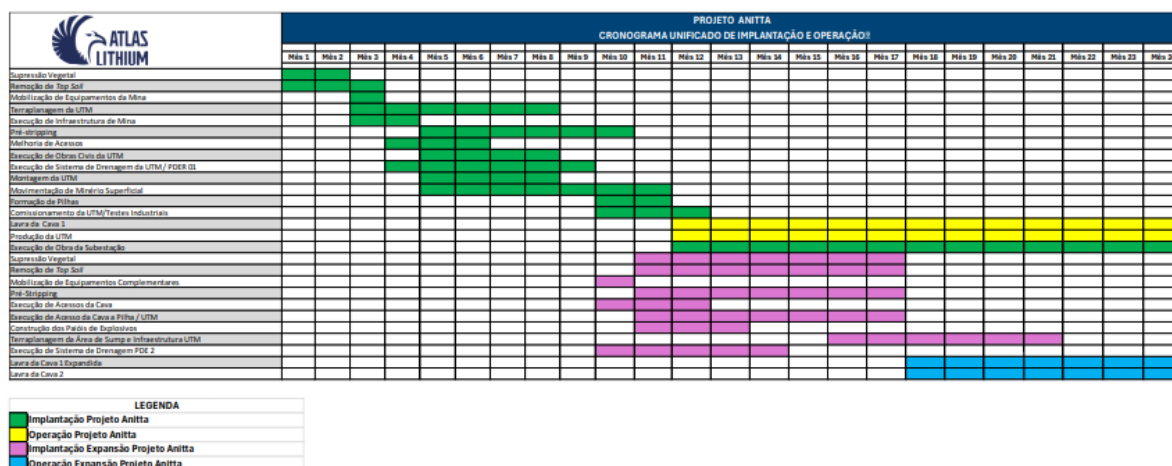 ATLAS
LITHIUM
PROJETO ANITTA
CRONOGRAMA UNIFICADO DE IMPLANTAÇÃO E OPERAÇÃO!!
Mês 1 Mês 2 Mês 3 Mês 4 Mês 5 Mês 6 Mês 7 Mês 8 Mês 9 Mês 10 Mês 11 Mês 12 Mês 13 Mês 14 Mês 15 Mês 16 Mês 17 Mês 18 Mês 19 Mês 20 Mês 21 Mês 22 Mês 23 Mês
Supressão Vegetal
Remoção de Top Soil
Mobilização de Equipamentos da Mina
Terraplanagem da UTM
Execução de Infraestrutura de Mina
Pré-stripping
Melhoria de Acessos
Execução de Obras Civis da UTM
Execução de Sistema de Drenagem da UTM / PDER 01
Montagem da UTM
Movimentação de Minério Superficial
Formação de Pilhas
Comissionamento da UTM/Testes Industriais
Lavra da Cava 1
Produção da UTM
Execução de Obra da Subestação
Supressão Vegetal
Remoção de Top Soil
Mobilização de Equipamentos Complementares
Pré-Stripping
Execução de Acessos da Cava
Execução de Acesso da Cava a Pilha / UTM
Construção dos Paióis de Explosivos
Terraplanagem da Área de Sump e Infraestrutura UTM
Execução de Sistema de Drenagem PDE 2
Lavra da Cava 1 Expandida
Lavra da Cava 2
LEGENDA
Implantação Projeto Anitta
Operação Projeto Anitta
Implantação Expansão Projeto Anitta
Operação Expansão Projeto Anitta